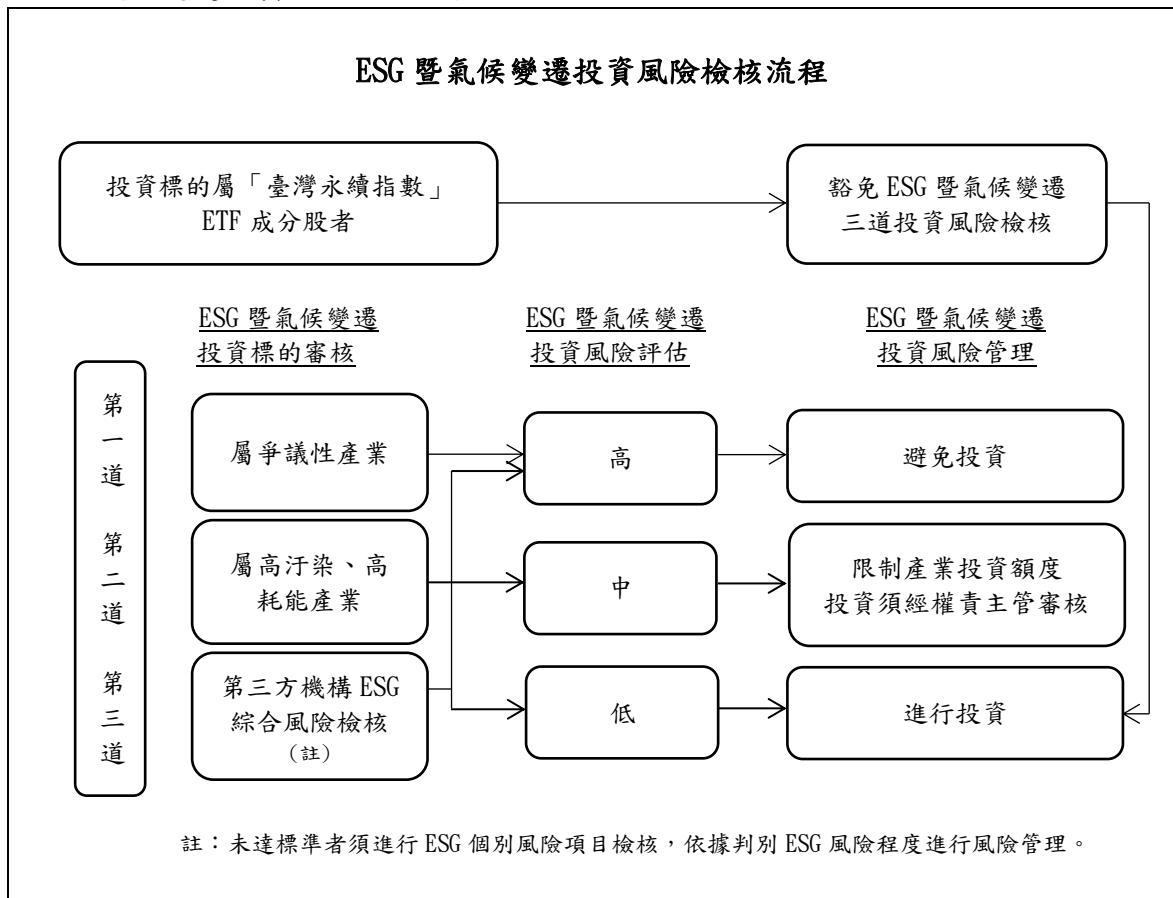 ESG 暨氣候變遷投資風險檢核流程
投資標的屬「臺灣永續指數」
ETF 成分股者
豁免 ESG 暨氣候變遷
三道投資風險檢核
ESG 暨氣候變遷
投資標的審核
ESG 暨氣候變遷
投資風險評估
ESG 暨氣候變遷
投資風險管理
第一道
屬爭議性產業
高
避免投資
第二道
屬高汙染、高
耗能產業
中
限制產業投資額度
投資須經權責主管審核
第三道
第三方機構 ESG
綜合風險檢核
(註)
低
進行投資
註：未達標準者須進行 ESG 個別風險項目檢核，依據判別 ESG 風險程度進行風險管理。